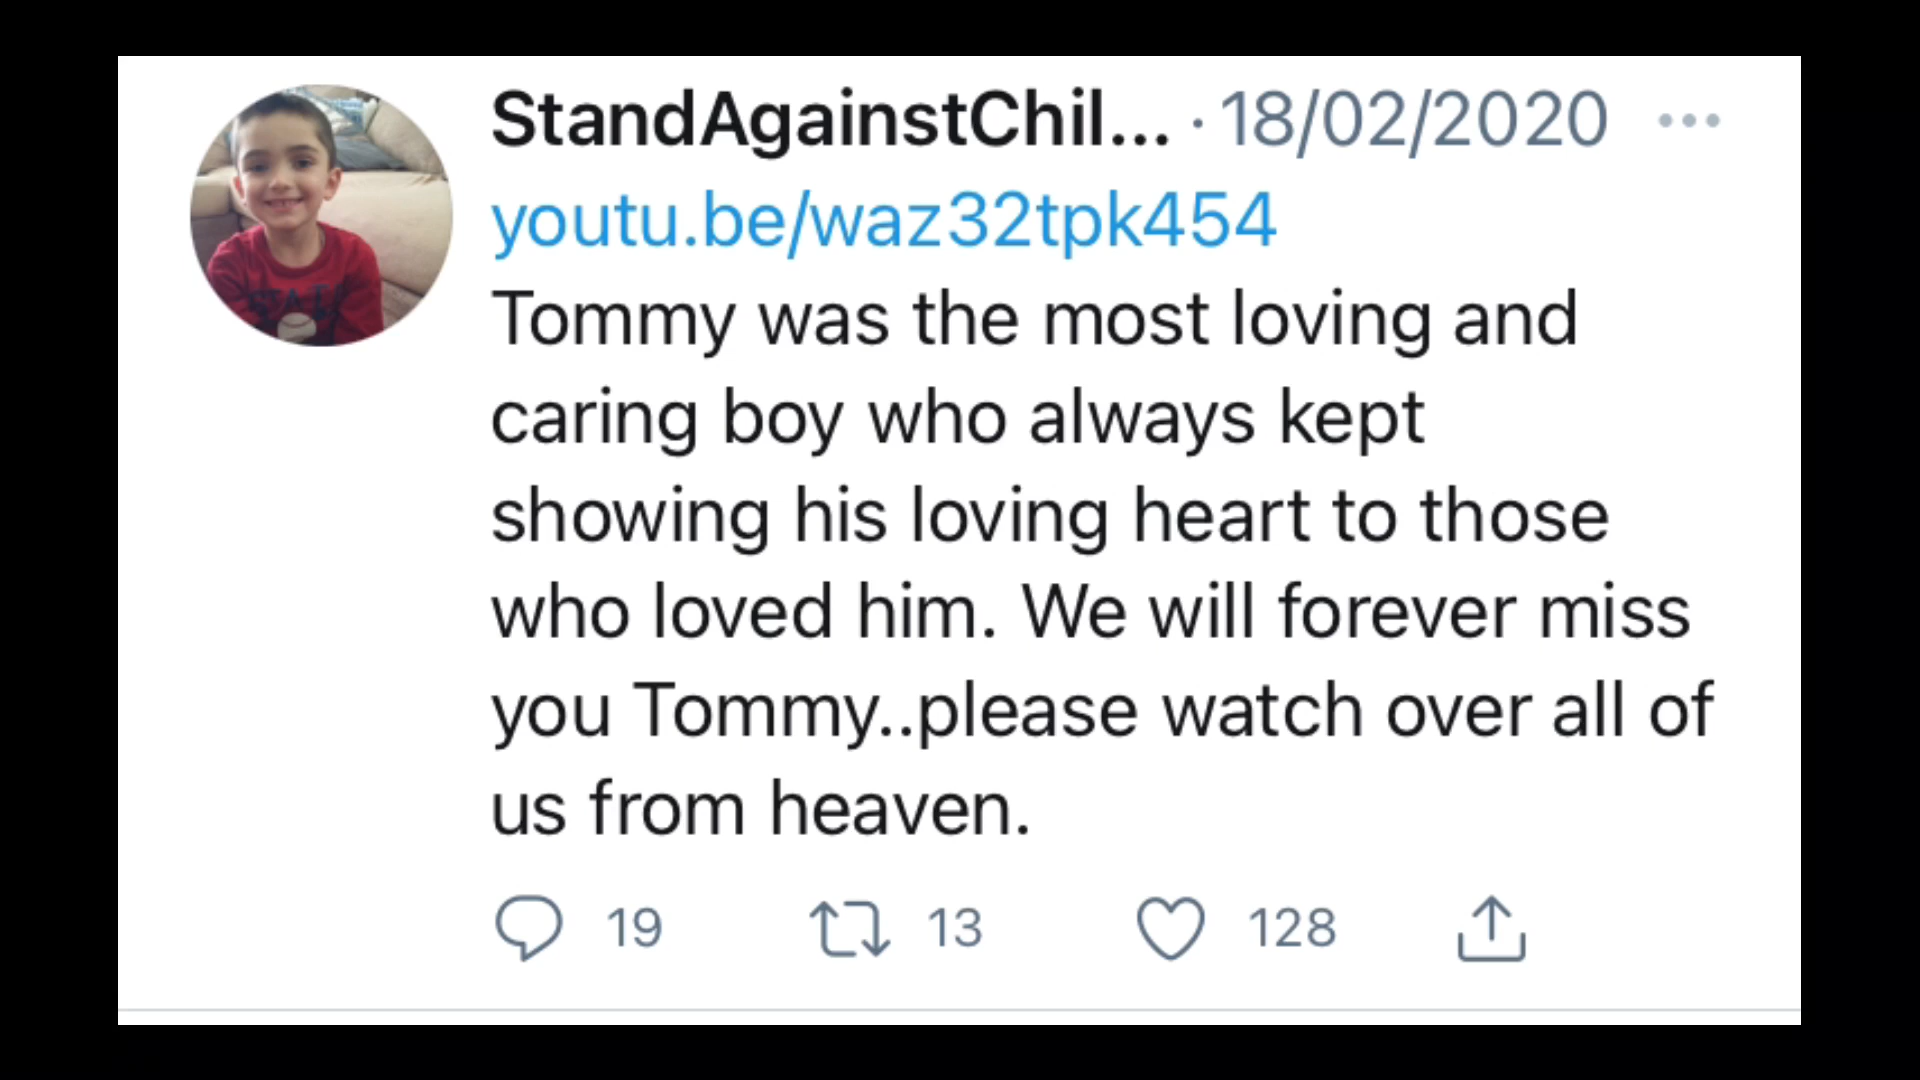 StandAgainstChil... · 18/02/2020
youtu.be/waz32tpk454
Tommy was the most loving and
caring boy who always kept
showing his loving heart to those
who loved him. We will forever miss
you Tommy..please watch over all of
us from heaven.
19 13 128